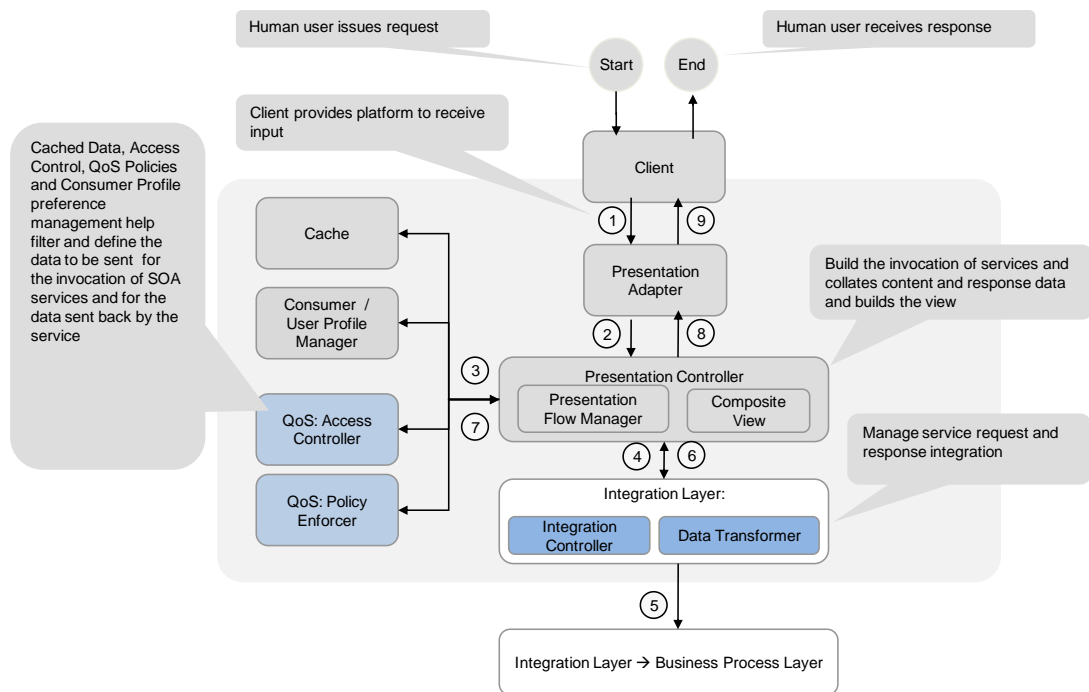 Human user issues request
Human user receives response
Start
End
Client provides platform to receive
input
Client
Cached Data, Access
Control, QoS Policies
and Consumer Profile
preference
management help
filter and define the
data to be sent for
the invocation of SOA
services and for the
data sent back by the
service
1
9
Cache
Presentation
Adapter
Build the invocation of services and
collates content and response data
and builds the view
Consumer /
User Profile
Manager
2
8
3
Presentation Controller
Presentation
Flow Manager
Composite
View
7
QoS: Access
Controller
Manage service request and
response integration
4
6
QoS: Policy
Enforcer
Integration Layer:
Integration
Controller
Data Transformer
5
Integration Layer → Business Process Layer